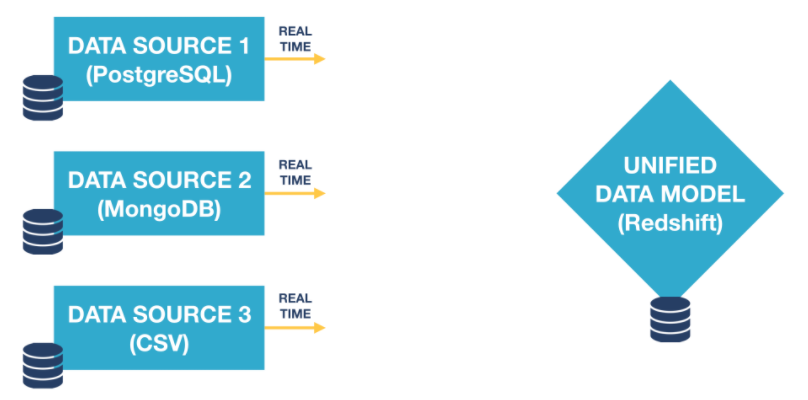 DATA SOURCE 1
(PostgreSQL)
REAL
TIME
DATA SOURCE 2
(MongoDB)
REAL
TIME
DATA SOURCE 3
(CSV)
REAL
TIME
UNIFIED
DATA MODEL
(Redshift)